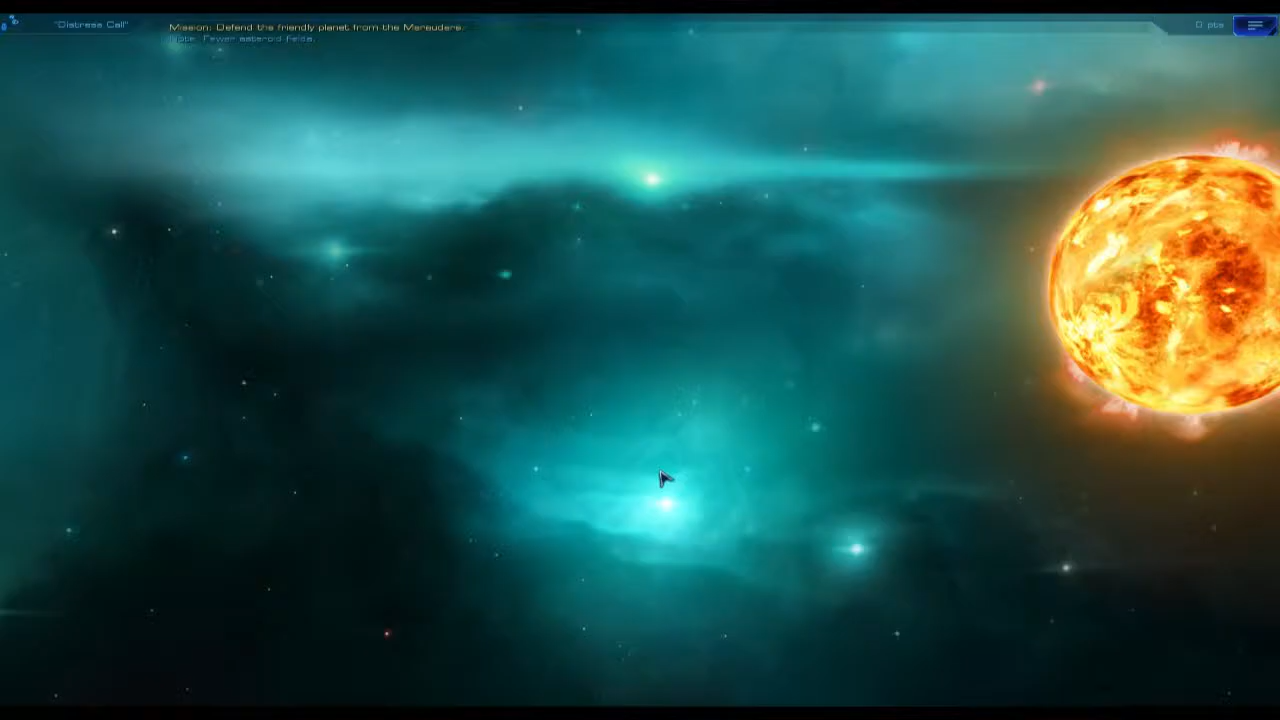 "Distress Call"
Mission: Defend the friendly planet from the Marauders.
Note: Fewer asteroid fields.
0 pts